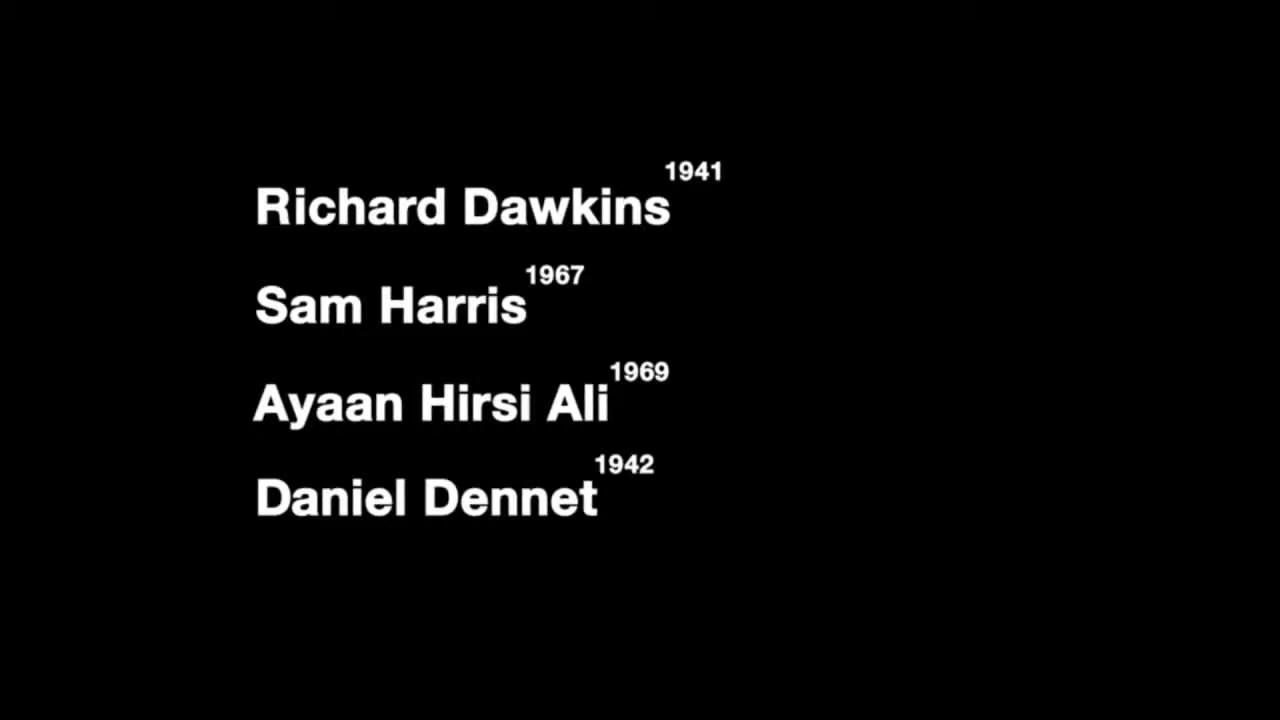 Richard Dawkins 1941
Sam Harris 1967
Ayaan Hirsi Ali 1969
Daniel Dennet 1942